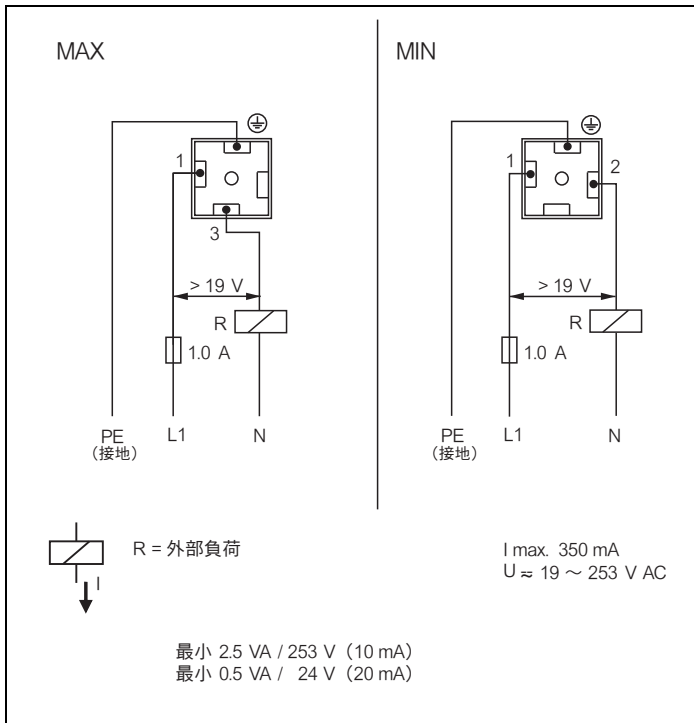 MAX
1
3
> 19 V
R
1.0 A
PE
(接地)
L1
N
MIN
1
2
> 19 V
R
1.0 A
PE
(接地)
L1
N
I
R = 外部負荷
I max. 350 mA
U ≂ 19 ～ 253 V AC
最小 2.5 VA / 253 V（10 mA）
最小 0.5 VA / 24 V（20 mA）